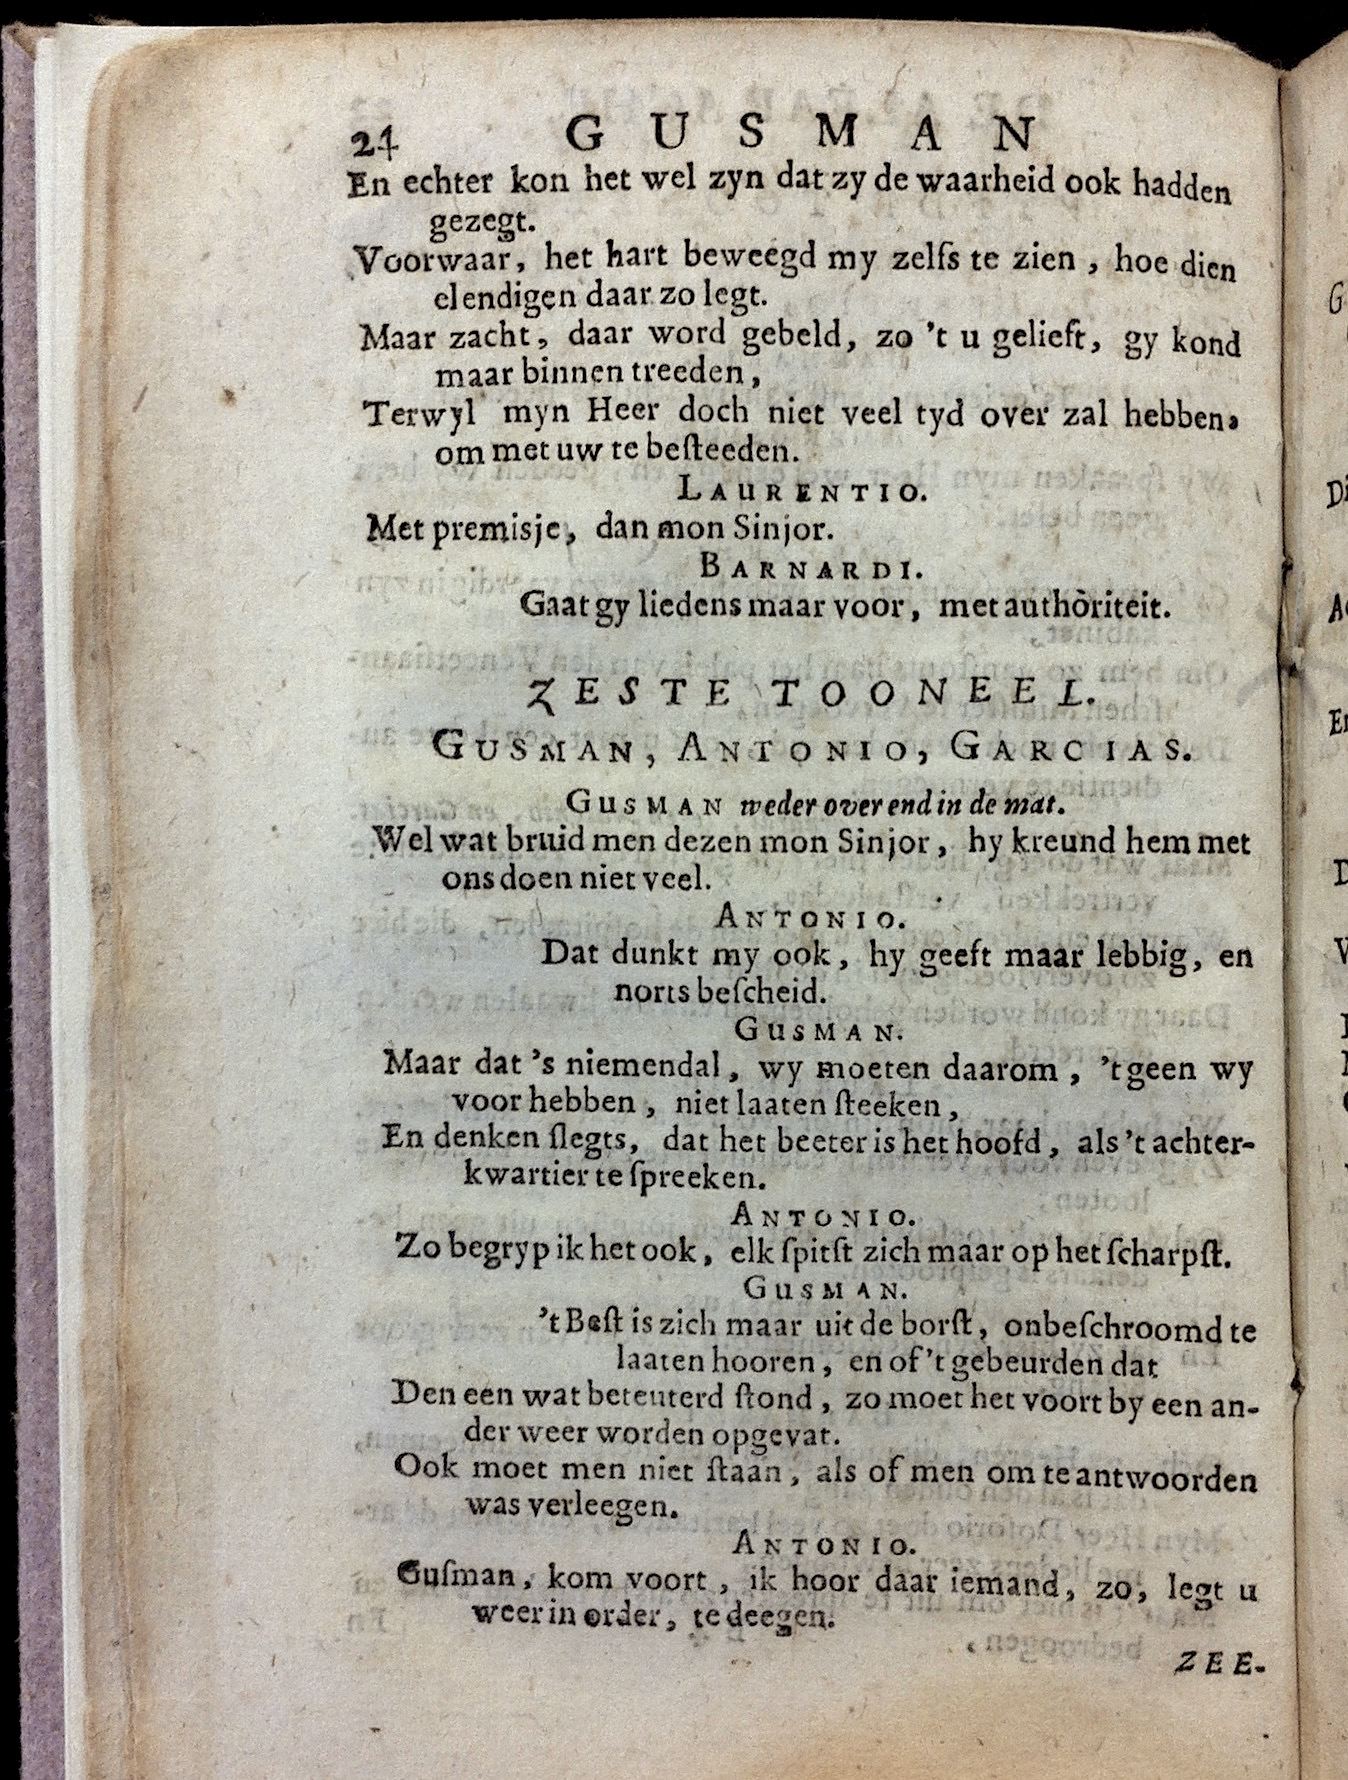 24 GUSMAN
En echter kon het wel zyn dat zy de waarheid ook hadden
gezegt.
Voorwaar, het hart beweegd my zelfs te zien, hoe dien
elendigen daar zo legt.
Maar zacht, daar word gebeld, zo 't u gelieft, gy kond
maar binnen treeden,
Terwyl myn Heer doch niet veel tyd over zal hebben,
om met uw te beſteeden.
LAURENTIO.
Met premisje, dan mon Sinjor.
BARNARDI.
Gaat gy liedens maar voor, met authòriteit.
ZESTE TOONEEL.
GUSMAN, ANTONIO, GARCIAS.
GUSMAN weder over end in de mat.
Wel wat bruid men dezen mon Sinjor, hy kreund hem met
ons doen niet veel.
ANTONIO.
Dat dunkt my ook, hy geeft maar lebbig, en
norts beſcheid.
GUSMAN.
Maar dat 's niemendal, wy moeten daarom, 't geen wy
voor hebben, niet laaten ſteeken,
En denken ſlegts, dat het beeter is het hoofd, als 't achter-
kwartier te ſpreeken.
ANTONIO.
Zo begryp ik het ook, elk ſpitſt zich maar op het ſcharpſt.
GUSMAN.
't Beſt is zich maar uit de borſt, onbeſchroomd te
laaten hooren, en of 't gebeurden dat
Den een wat beteuterd ſtond, zo moet het voort by een an-
der weer worden opgevat.
Ook moet men niet ſtaan, als of men om te antwoorden
was verleegen.
ANTONIO.
Guſman, kom voort, ik hoor daar iemand, zo, legt u
weer in order, te deegen.
ZEE-